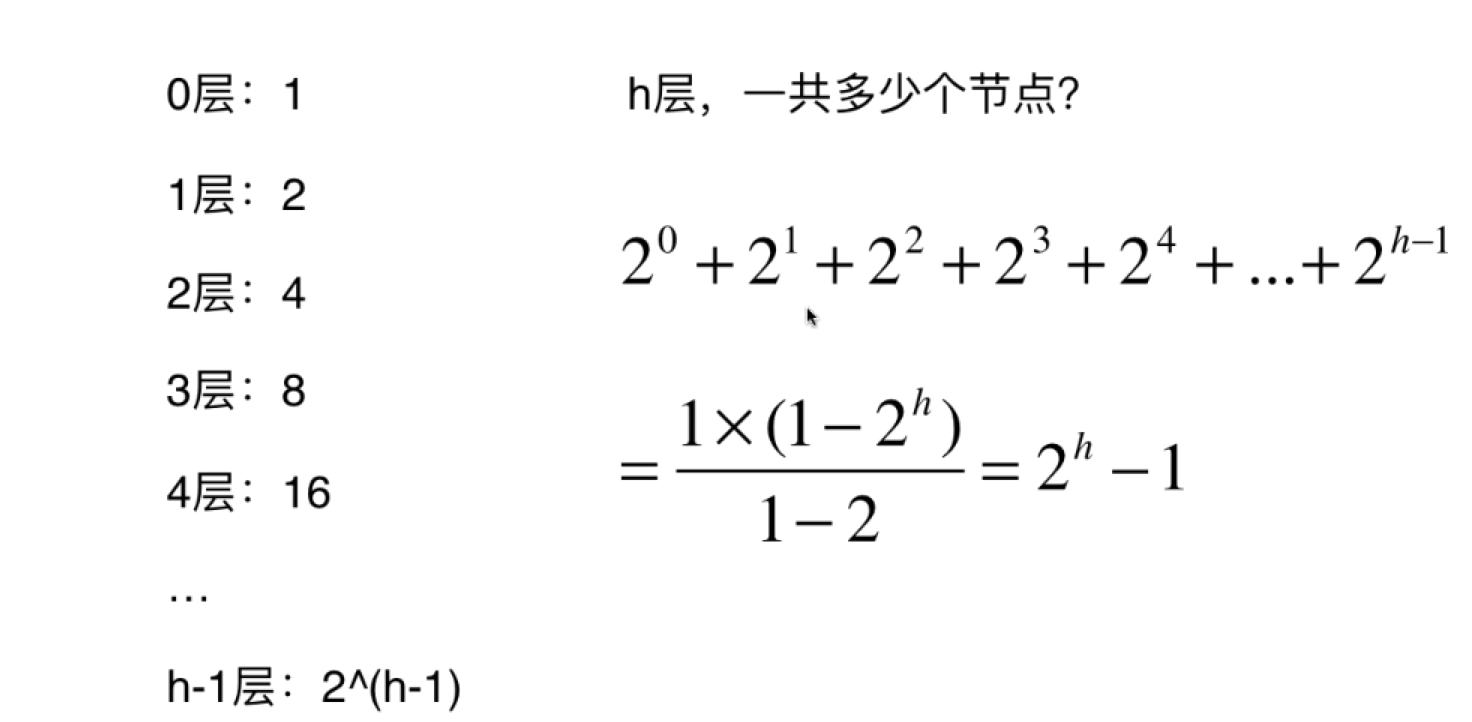 0层：1
1层：2
2层：4
3层：8
4层：16
...
h-1层：2^(h-1)
h层，一共多少个节点?
2^0 + 2^1 + 2^2 + 2^3 + 2^4 + ... + 2^{h-1}
= \frac{1×(1-2^h)}{1-2} = 2^h - 1